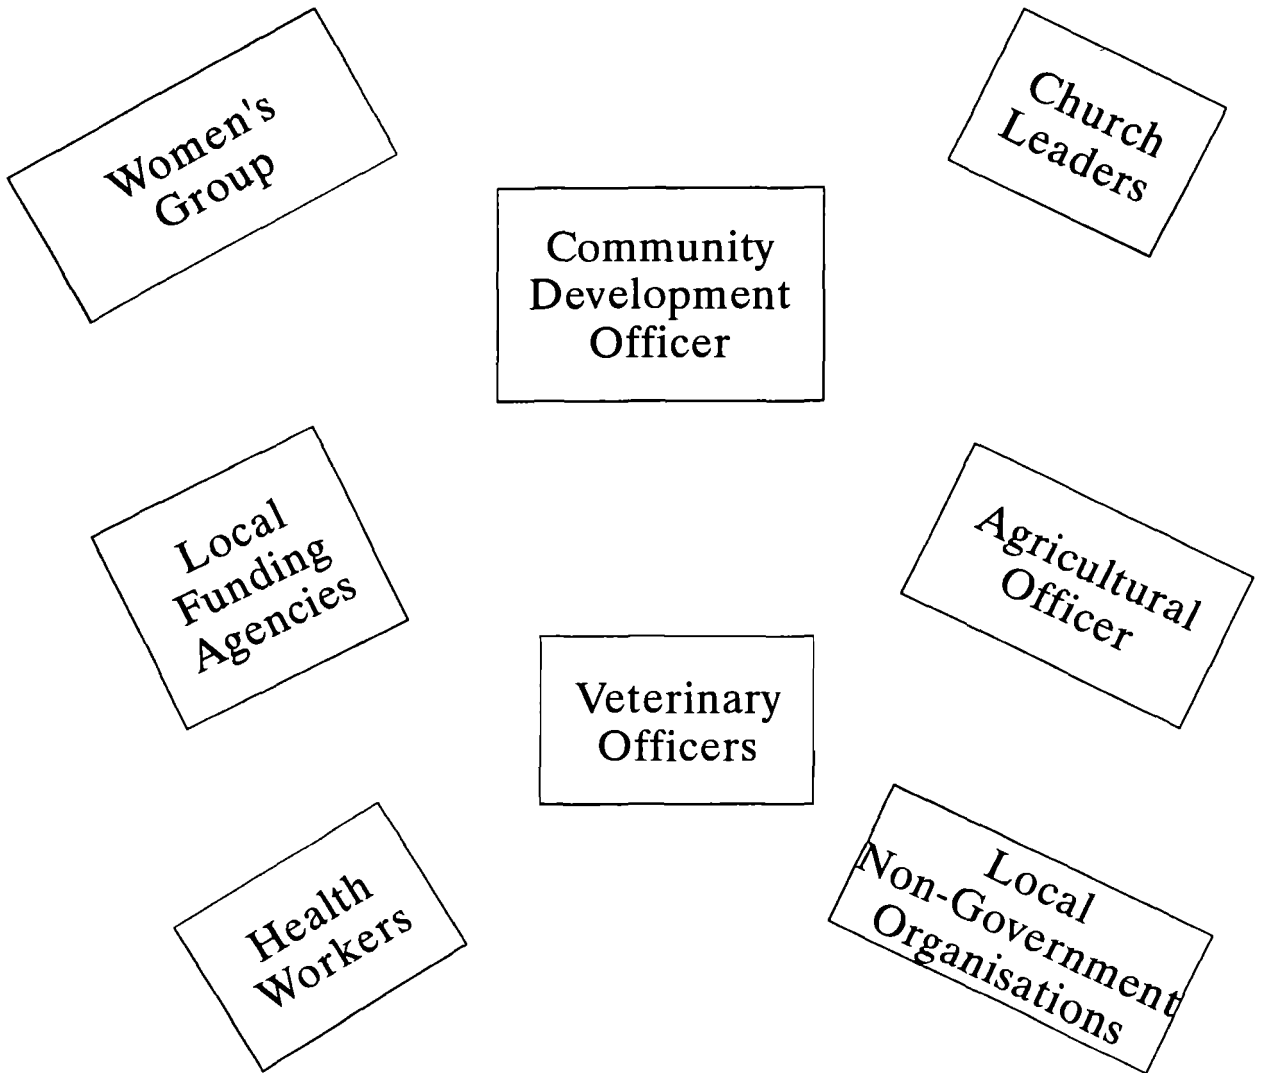 Women's
Group
Church
Leaders
Community
Development
Officer
Local
Funding
Agencies
Agricultural
Officer
Veterinary
Officers
Health
Workers
Local
Non-Government
Organisations